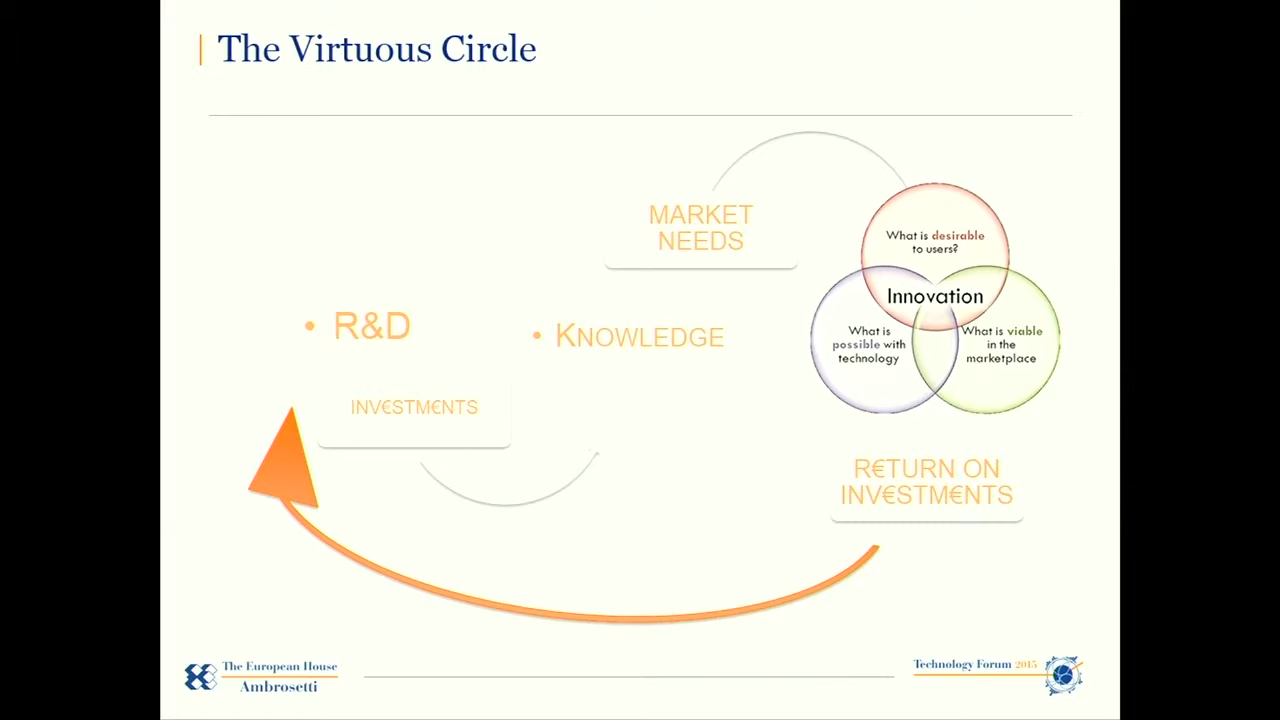 The Virtuous Circle
MARKET
NEEDS
What is desirable
to users?
Innovation
What is
possible with
technology
What is viable
in the
marketplace
• R&D
• KNOWLEDGE
INV€STM€NTS
R€TURN ON
INV€STM€NTS
The European House
Ambrosetti
Technology Forum 2015